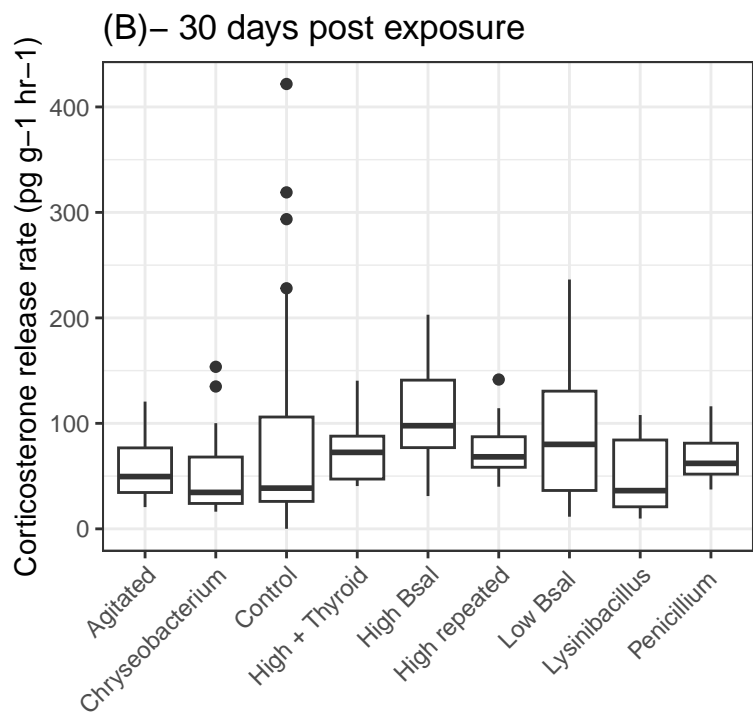 (B)− 30 days post exposure
Corticosterone release rate (pg g−1 hr−1)
400
300
200
100
0
Agitated
Chryseobacterium
Control
High + Thyroid
High Bsal
High repeated
Low Bsal
Lysinibacillus
Penicillium